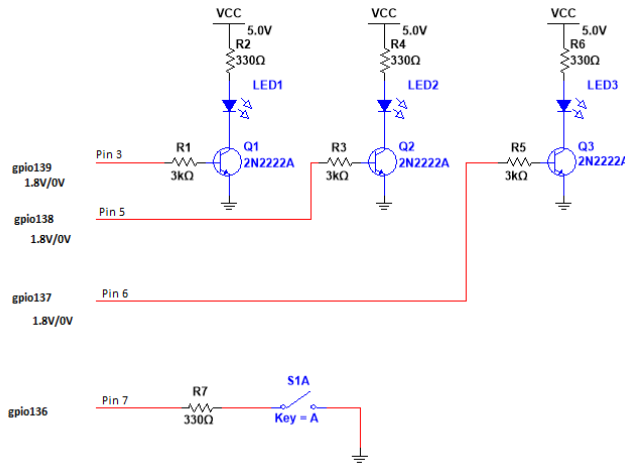 VCC
5.0V
R2
330Ω
LED1
VCC
5.0V
R4
330Ω
LED2
VCC
5.0V
R6
330Ω
LED3
gpio139
1.8V/0V
Pin 3
R1
3kΩ
Q1
2N2222A
R3
3kΩ
Q2
2N2222A
R5
3kΩ
Q3
2N2222A
gpio138
1.8V/0V
Pin 5
gpio137
1.8V/0V
Pin 6
gpio136
Pin 7
R7
330Ω
S1A
Key = A